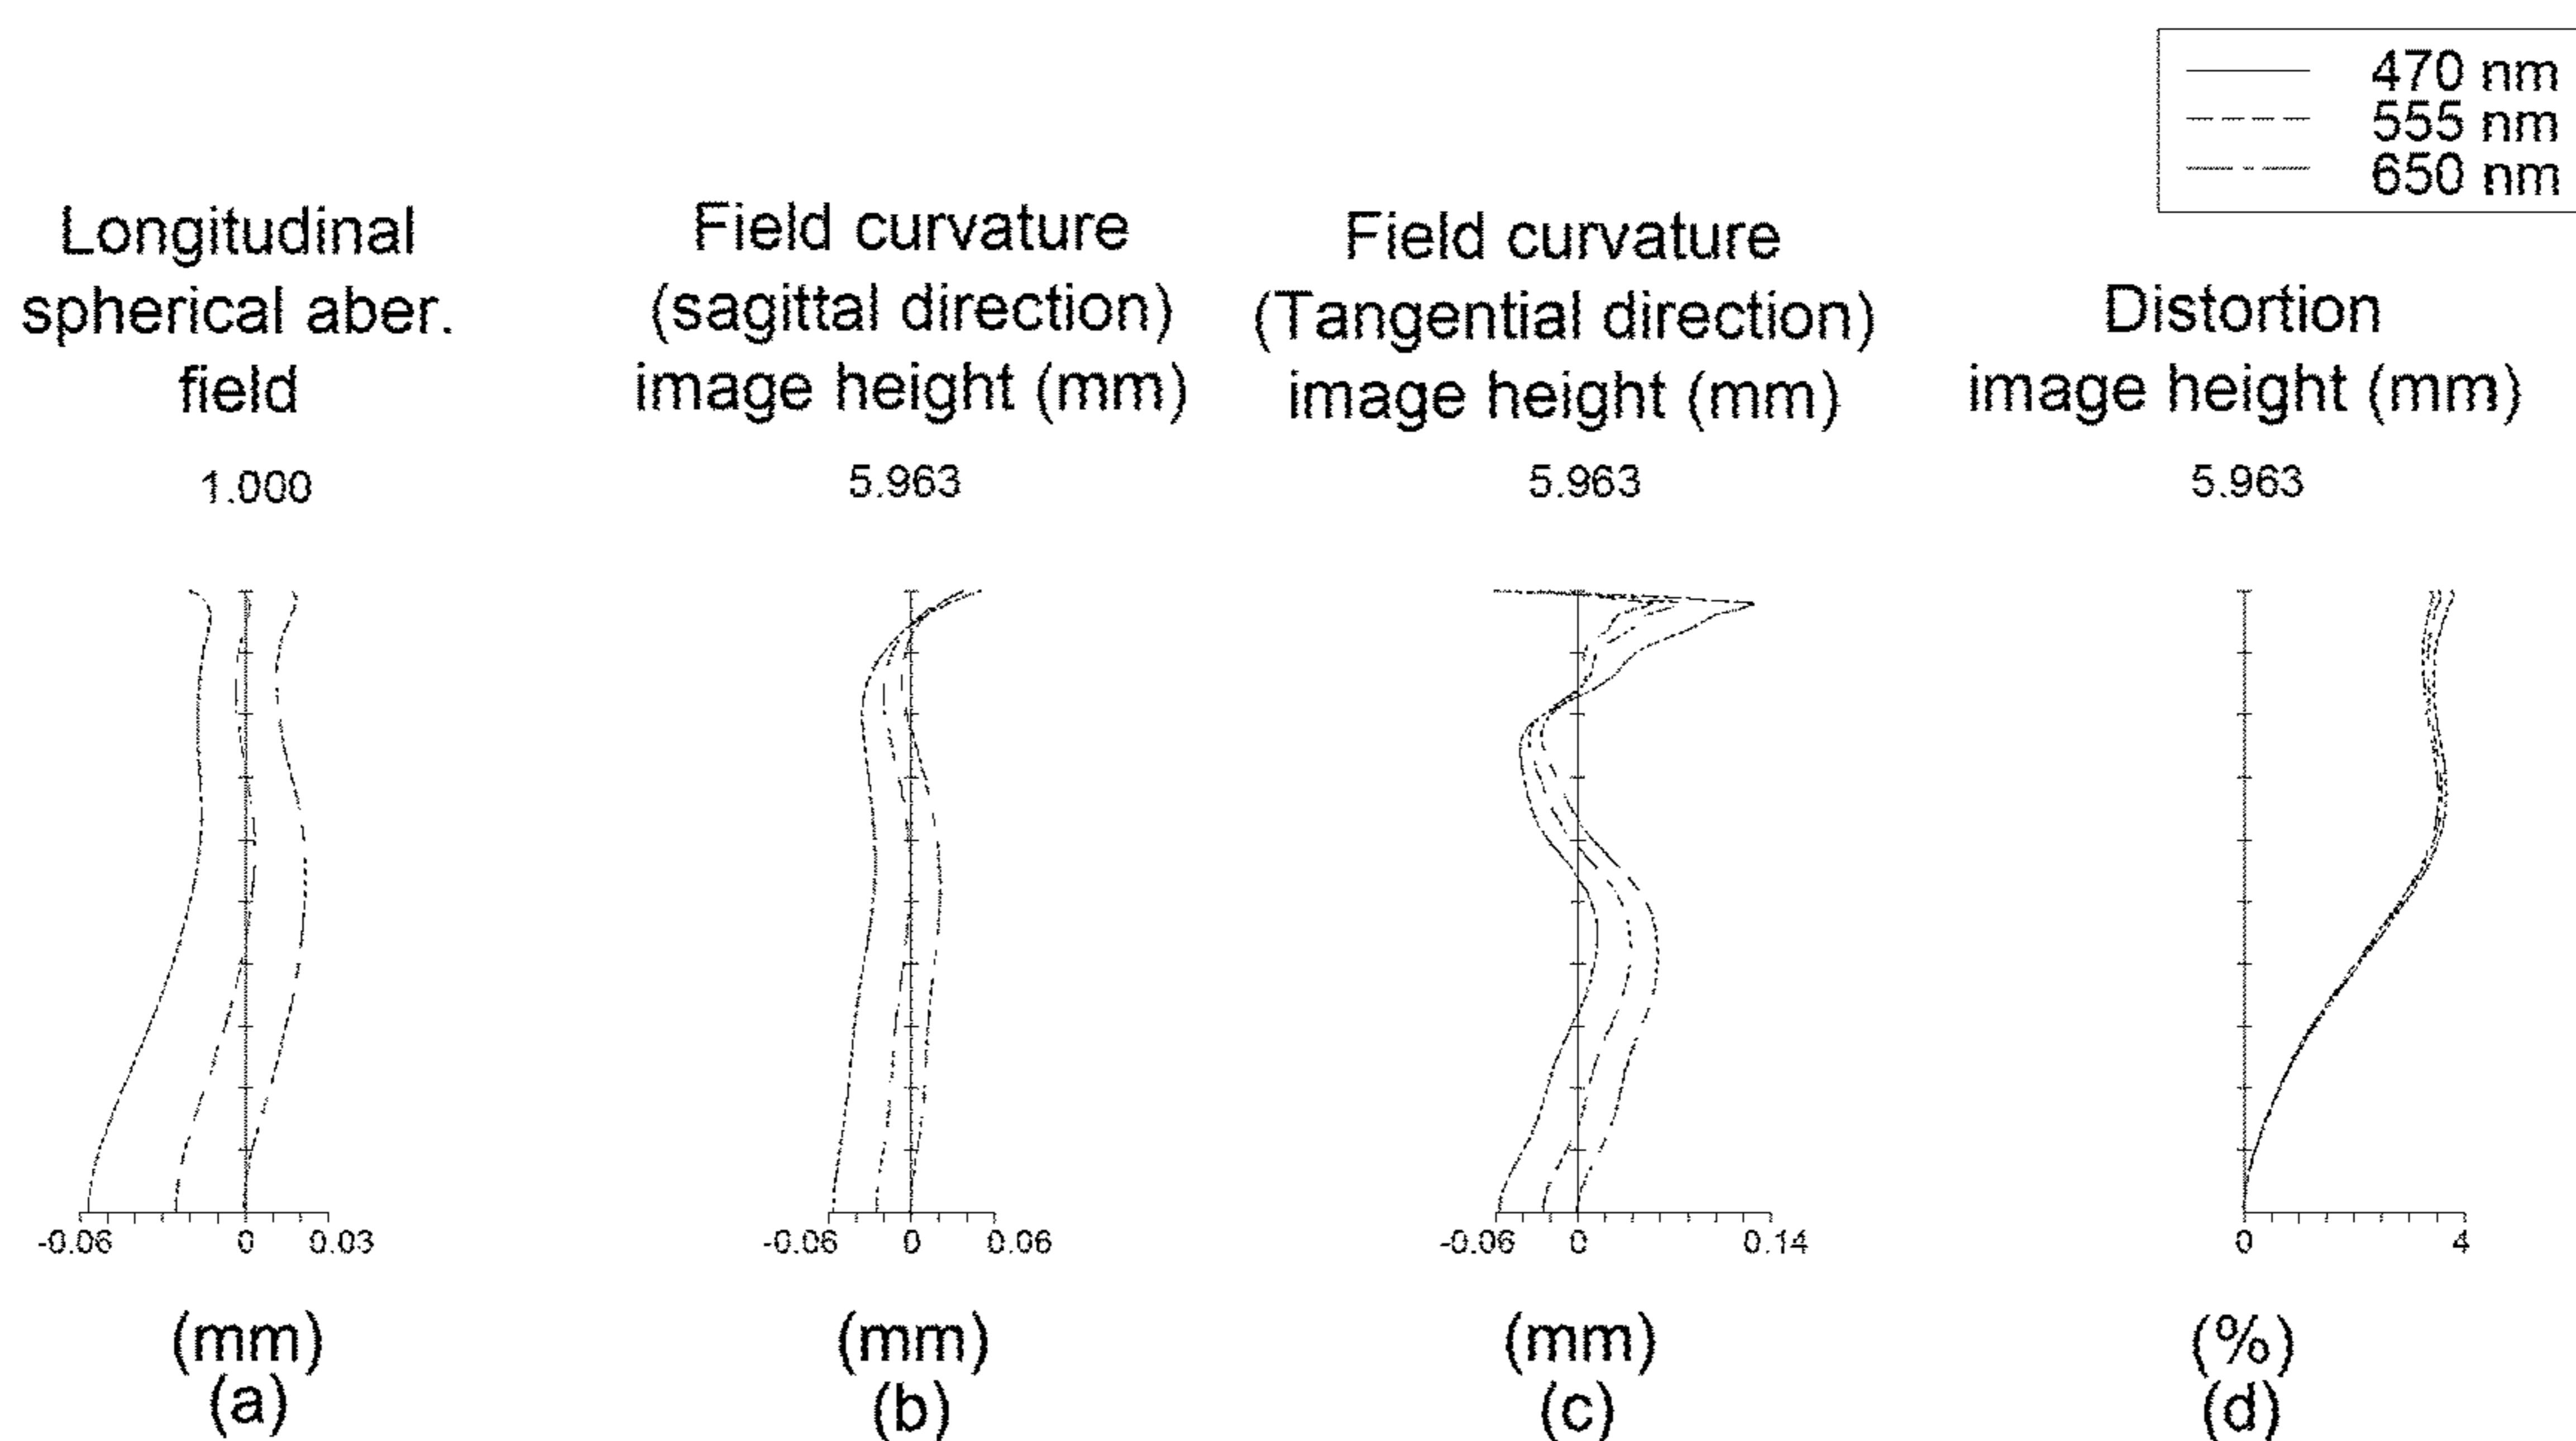 470 nm
555 nm
650 nm
Longitudinal
spherical aber.
field
1.000
Field curvature
(sagittal direction)
image height (mm)
5.963
Field curvature
(Tangential direction)
image height (mm)
5.963
Distortion
image height (mm)
5.963
-0.06 0 0.03
-0.06 0 0.06
-0.06 0 0.14
0 4
(mm)
(a)
(mm)
(b)
(mm)
(c)
(%)
(d)